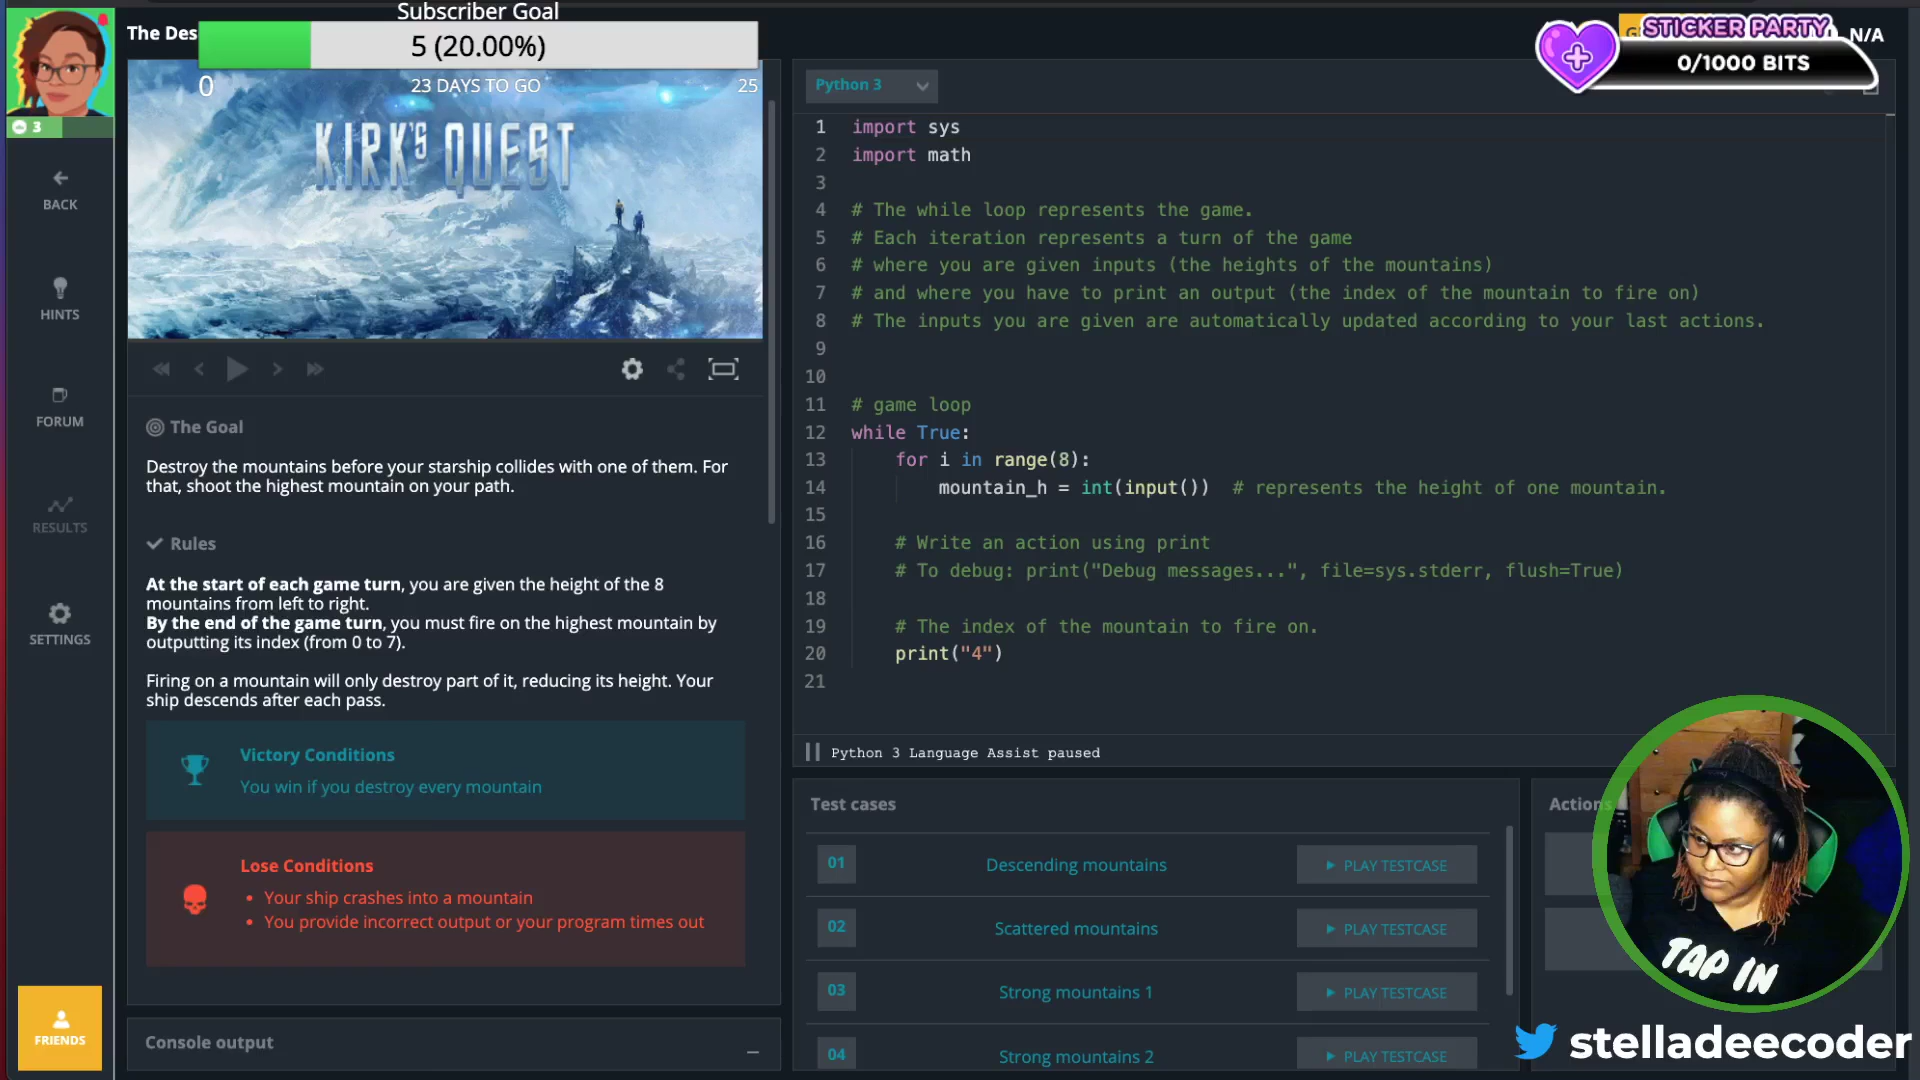 Subscriber Goal
5 (20.00%)
0
23 DAYS TO GO
25
The Des
STICKER PARTY
0/1000 BITS
N/A
3
BACK
HINTS
FORUM
RESULTS
SETTINGS
FRIENDS
KIRK'S QUEST
The Goal
Destroy the mountains before your starship collides with one of them. For
that, shoot the highest mountain on your path.
Rules
At the start of each game turn, you are given the height of the 8
mountains from left to right.
By the end of the game turn, you must fire on the highest mountain by
outputting its index (from 0 to 7).
Firing on a mountain will only destroy part of it, reducing its height. Your
ship descends after each pass.
Victory Conditions
You win if you destroy every mountain
Lose Conditions
• Your ship crashes into a mountain
• You provide incorrect output or your program times out
Console output
Python 3
1 import sys
2 import math
3
4 # The while loop represents the game.
5 # Each iteration represents a turn of the game
6 # where you are given inputs (the heights of the mountains)
7 # and where you have to print an output (the index of the mountain to fire on)
8 # The inputs you are given are automatically updated according to your last actions.
9
10
11 # game loop
12 while True:
13 for i in range(8):
14 mountain_h = int(input())  # represents the height of one mountain.
15
16 # Write an action using print
17 # To debug: print("Debug messages...", file=sys.stderr, flush=True)
18
19 # The index of the mountain to fire on.
20 print("4")
21
Python 3 Language Assist paused
Test cases
01 Descending mountains PLAY TESTCASE
02 Scattered mountains PLAY TESTCASE
03 Strong mountains 1 PLAY TESTCASE
04 Strong mountains 2 PLAY TESTCASE
Actions
TAP IN
stelladeecoder